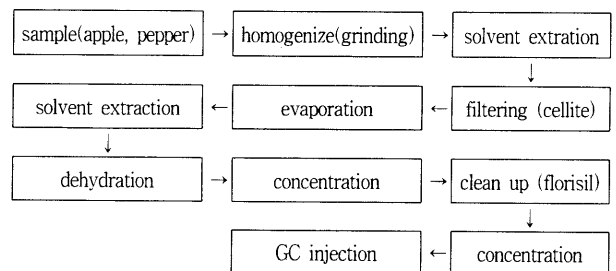 sample(apple, pepper) → homogenize(grinding) → solvent extration
↓
solvent extraction ← evaporation ← filtering (cellite)
↓
dehydration → concentration → clean up (florisil)
↓
GC injection ← concentration